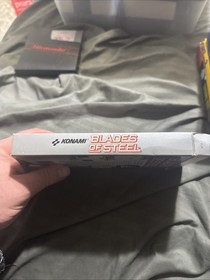 KONAMI BLADES
OF STEEL